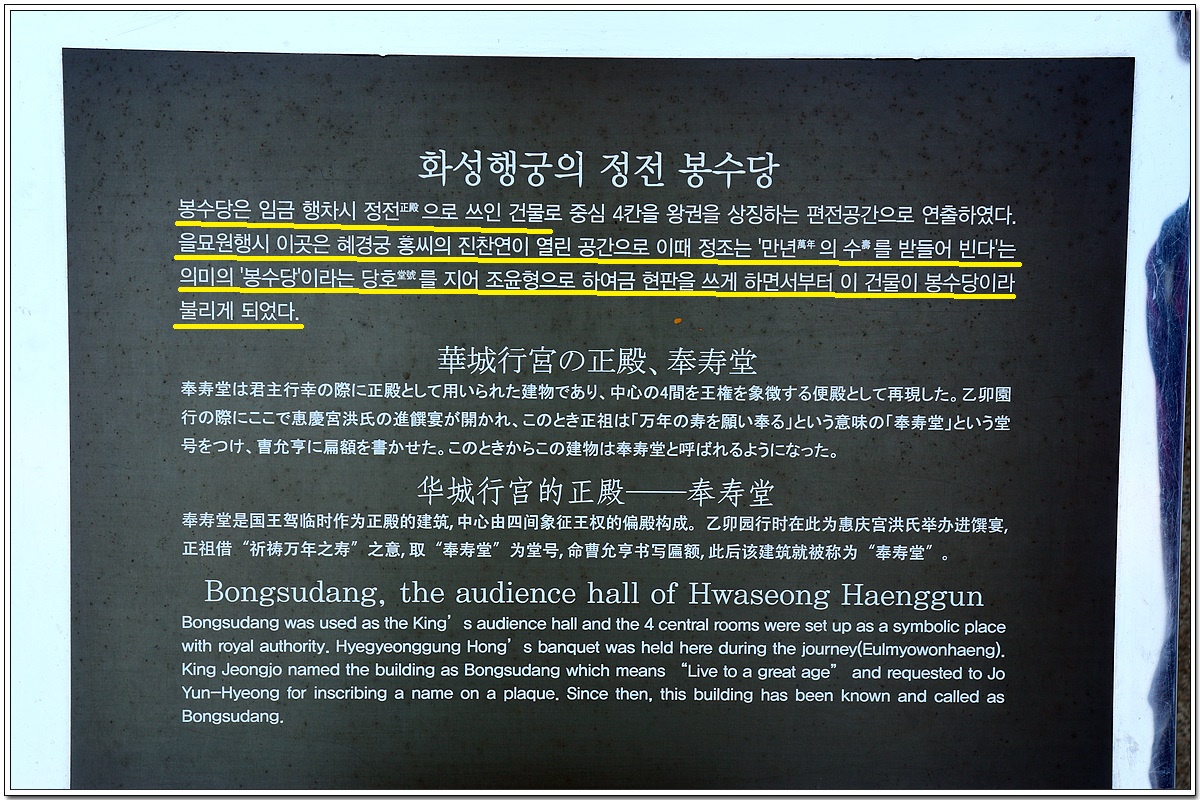 화성행궁의 정전 봉수당
봉수당은 임금 행차시 정전正殿으로 쓰인 건물로 중심 4칸을 왕권을 상징하는 편전공간으로 연출하였다.
을묘원행시 이곳은 혜경궁 홍씨의 진찬연이 열린 공간으로 이때 정조는 '만년萬年의 수壽를 받들어 빈다'는
의미의 '봉수당'이라는 당호堂號를 지어 조윤형으로 하여금 현판을 쓰게 하면서부터 이 건물이 봉수당이라
불리게 되었다.
華城行宮の正殿、奉寿堂
奉寿堂は君主行幸の際に正殿として用いられた建物であり、中心の4間を王権を象徴する便殿として再現した。乙卯園
行の際にここで恵慶宮洪氏の進饌宴が開かれ、このとき正祖は「万年の寿を願い奉る」という意味の「奉寿堂」という堂
号をつけ、曹允亨に扁額を書かせた。このときからこの建物は奉寿堂と呼ばれるようになった。
华城行宫的正殿——奉寿堂
奉寿堂是国王驾临时作为正殿的建筑, 中心由四间象征王权的偏殿构成。乙卯园行时在此为惠庆宫洪氏举办进馔宴,
正祖借“祈祷万年之寿”之意, 取“奉寿堂”为堂号, 命曹允亨书写匾额, 此后该建筑就被称为“奉寿堂”。
Bongsudang, the audience hall of Hwaseong Haenggun
Bongsudang was used as the King’s audience hall and the 4 central rooms were set up as a symbolic place
with royal authority. Hyegyeonggung Hong’s banquet was held here during the journey(Eulmyowonhaeng).
King Jeongjo named the building as Bongsudang which means “Live to a great age” and requested to Jo
Yun-Hyeong for inscribing a name on a plaque. Since then, this building has been known and called as
Bongsudang.